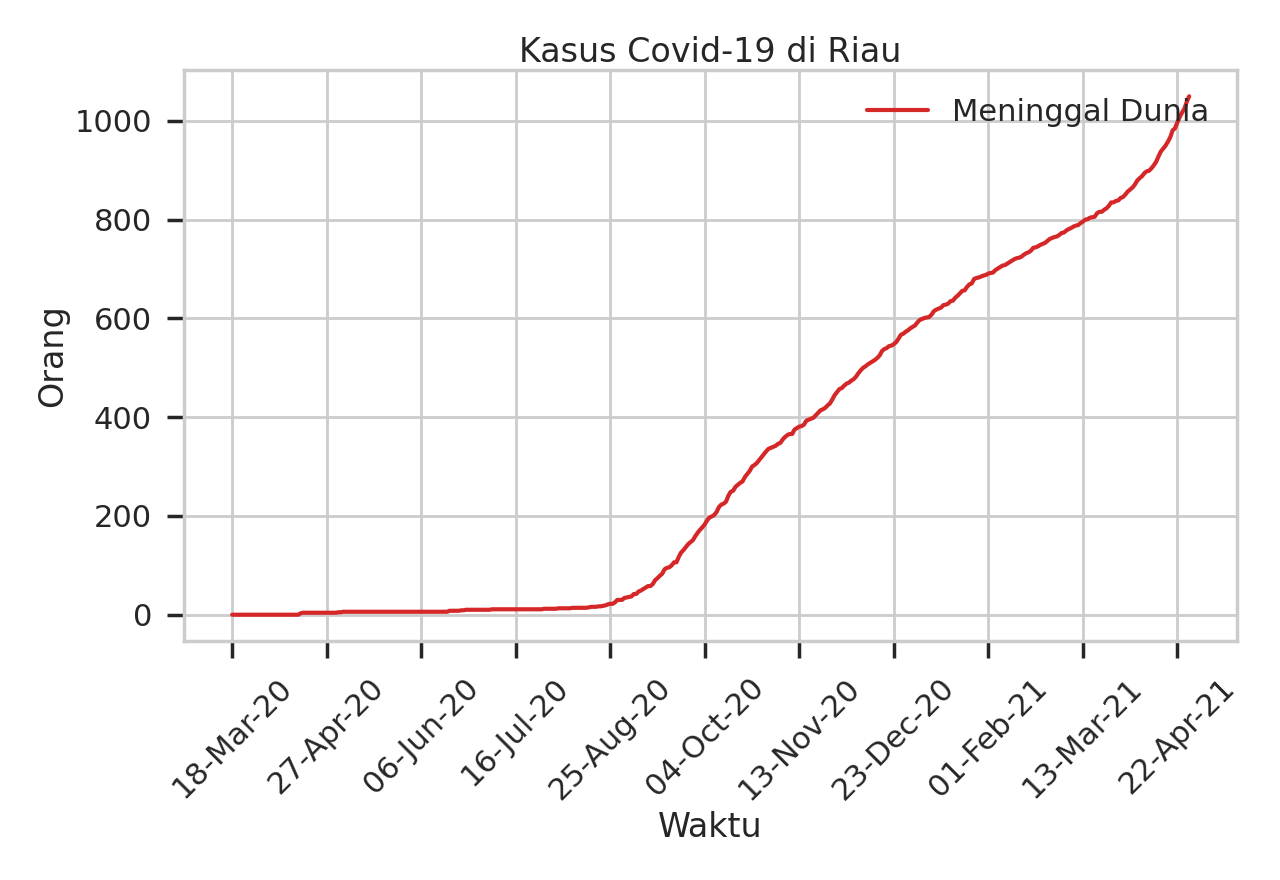 Kasus Covid-19 di Riau
Meninggal Dunia
1000
800
600
400
200
0
Orang
18-Mar-20
27-Apr-20
06-Jun-20
16-Jul-20
25-Aug-20
04-Oct-20
13-Nov-20
23-Dec-20
01-Feb-21
13-Mar-21
22-Apr-21
Waktu